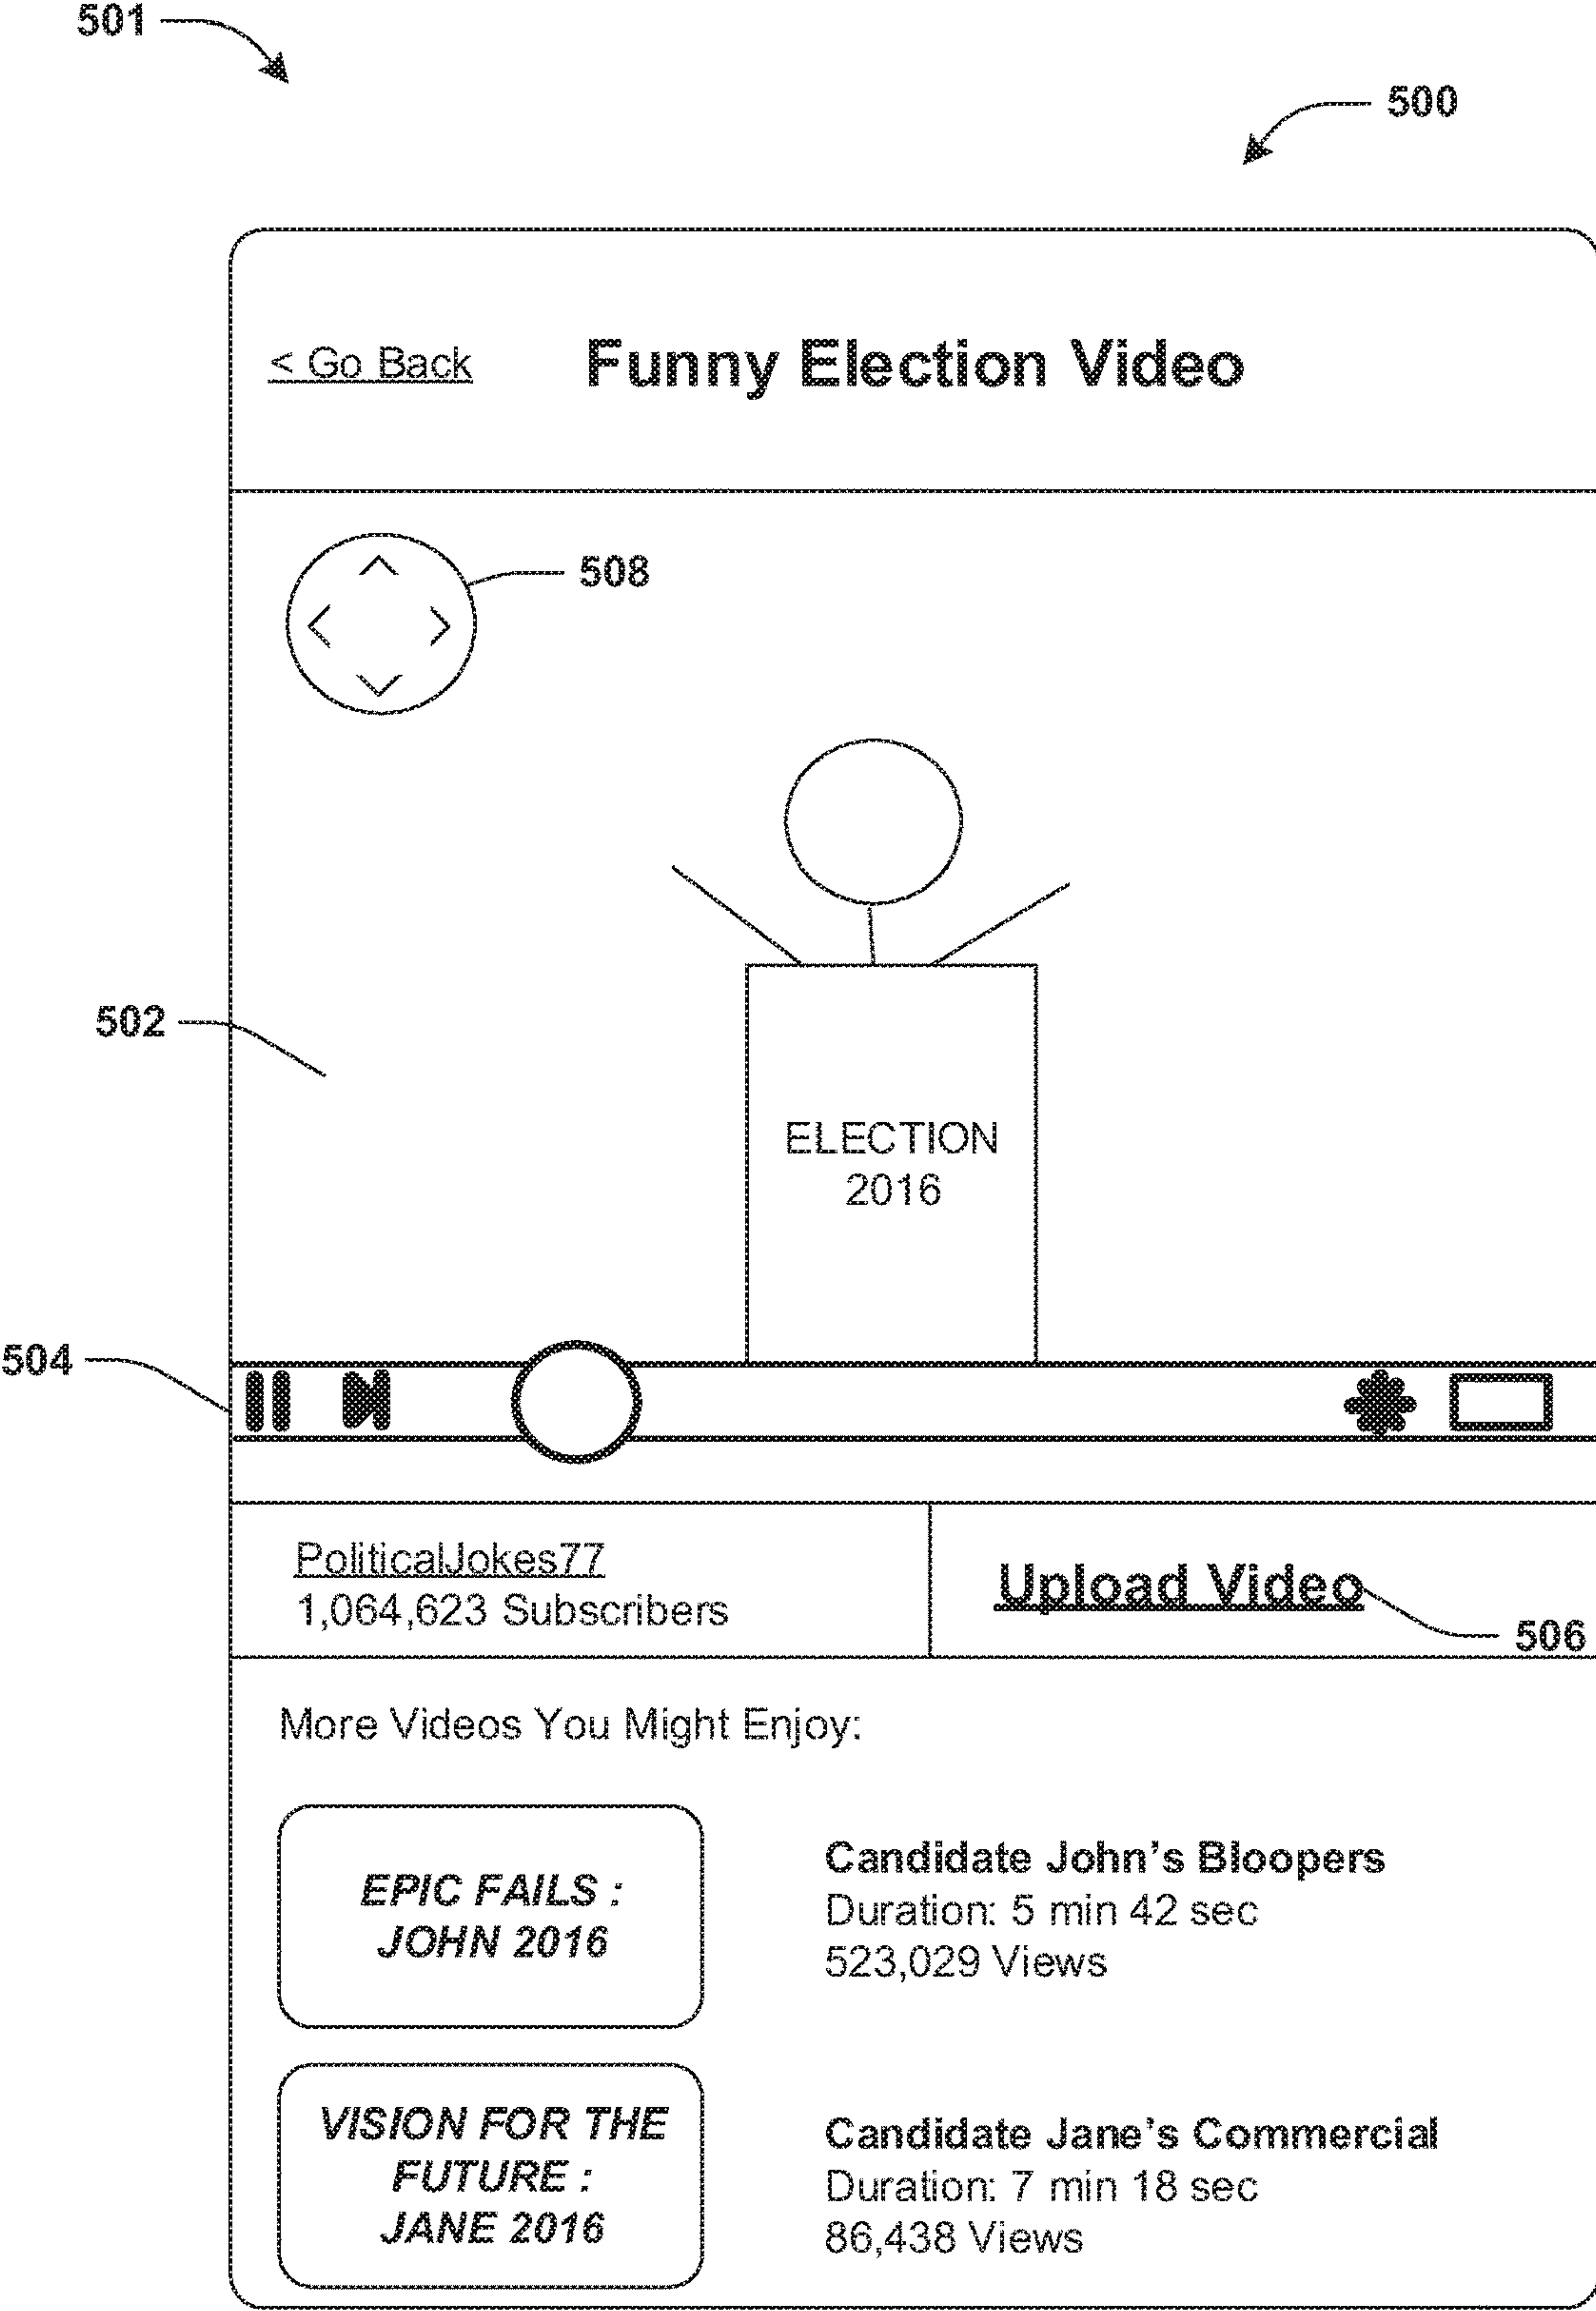 501
500
< Go Back
Funny Election Video
508
502
ELECTION
2016
504
PoliticalJokes77
1,064,623 Subscribers
Upload Video
506
More Videos You Might Enjoy:
EPIC FAILS :
JOHN 2016
Candidate John's Bloopers
Duration: 5 min 42 sec
523,029 Views
VISION FOR THE
FUTURE :
JANE 2016
Candidate Jane's Commercial
Duration: 7 min 18 sec
86,438 Views